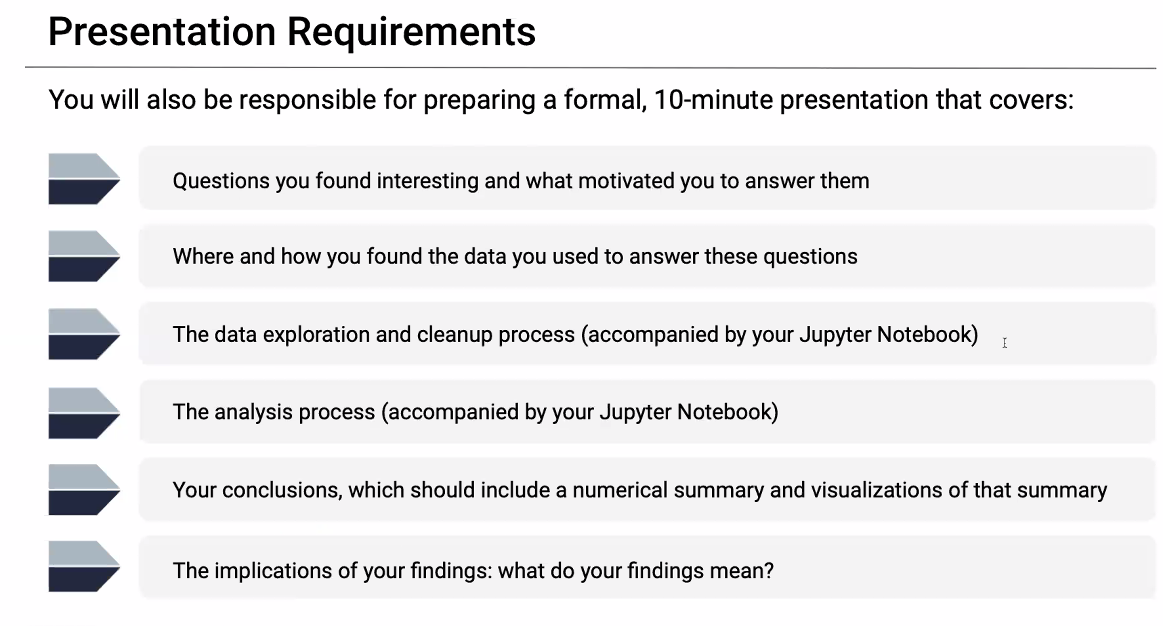 Presentation Requirements
You will also be responsible for preparing a formal, 10-minute presentation that covers:
Questions you found interesting and what motivated you to answer them
Where and how you found the data you used to answer these questions
The data exploration and cleanup process (accompanied by your Jupyter Notebook)
The analysis process (accompanied by your Jupyter Notebook)
Your conclusions, which should include a numerical summary and visualizations of that summary
The implications of your findings: what do your findings mean?